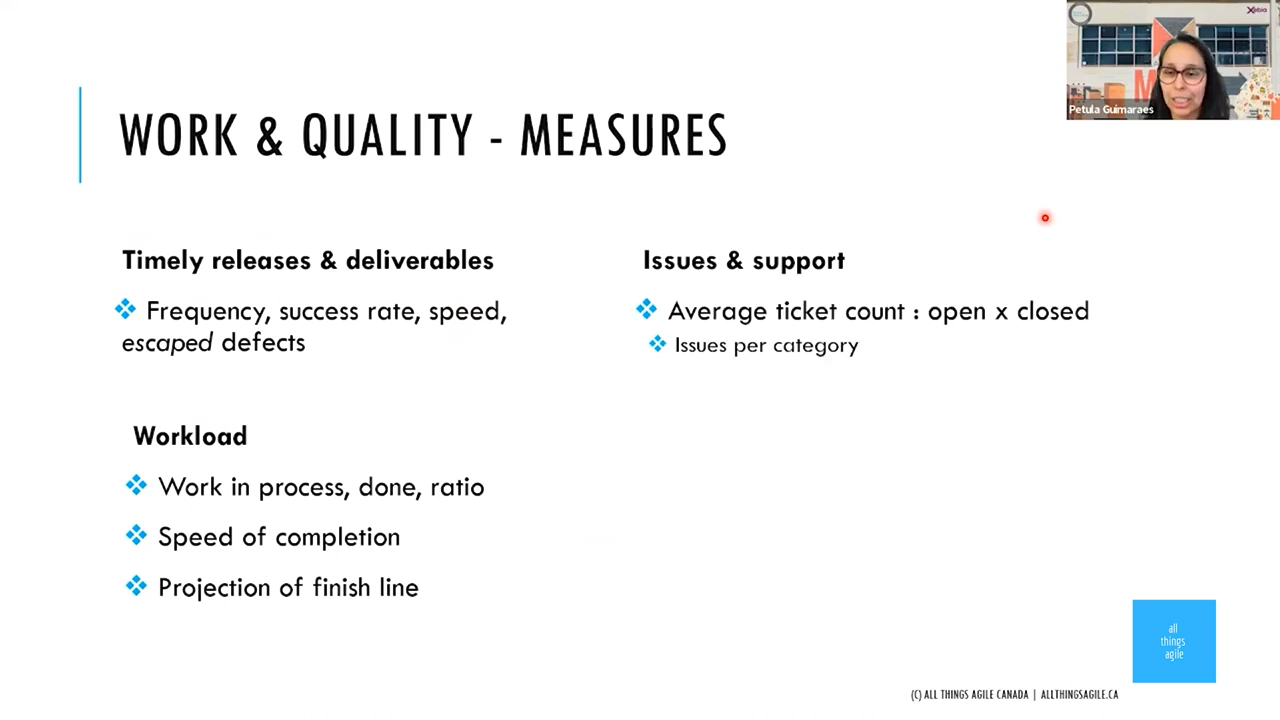 Xebia
Petula Guimaraes
WORK & QUALITY - MEASURES
Timely releases & deliverables
❖ Frequency, success rate, speed,
escaped defects
Issues & support
❖ Average ticket count : open x closed
❖ Issues per category
Workload
❖ Work in process, done, ratio
❖ Speed of completion
❖ Projection of finish line
all
things
agile
(C) ALL THINGS AGILE CANADA | ALLTHINGSAGILE.CA